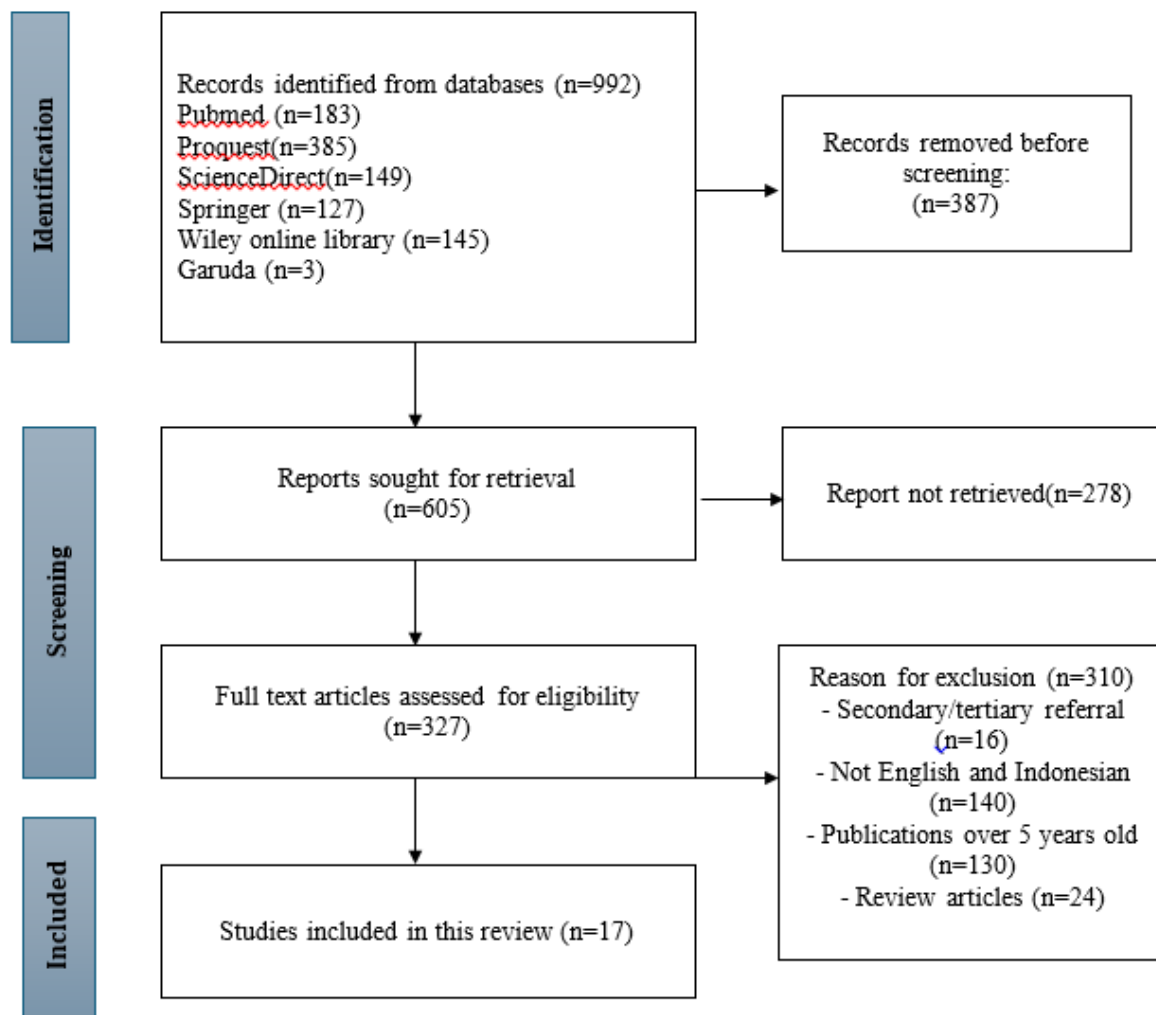 Identification
Records identified from databases (n=992)
Pubmed (n=183)
Proquest(n=385)
ScienceDirect(n=149)
Springer (n=127)
Wiley online library (n=145)
Garuda (n=3)
Records removed before
screening:
(n=387)
Screening
Reports sought for retrieval
(n=605)
Report not retrieved(n=278)
Full text articles assessed for eligibility
(n=327)
Reason for exclusion (n=310)
- Secondary/tertiary referral
(n=16)
- Not English and Indonesian
(n=140)
- Publications over 5 years old
(n=130)
- Review articles (n=24)
Included
Studies included in this review (n=17)